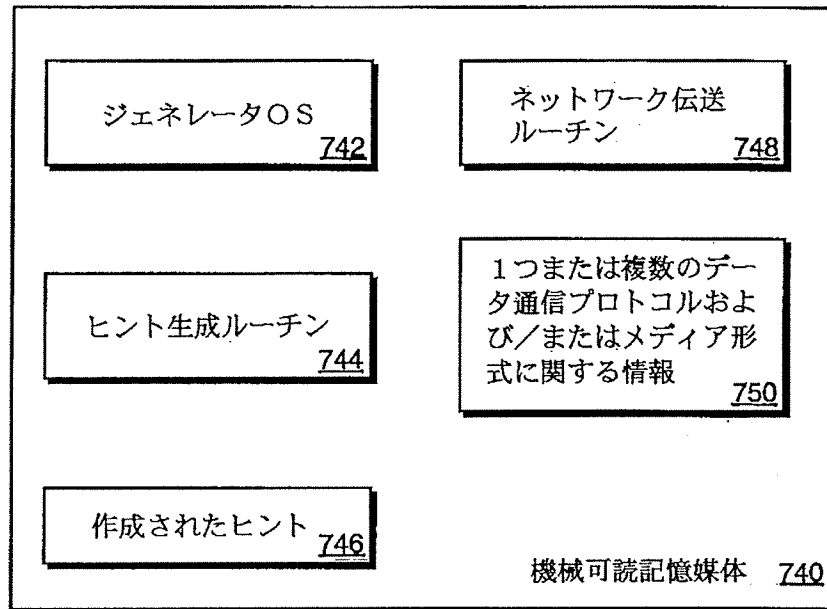 ジェネレータOS
742
ネットワーク伝送
ルーチン
748
ヒント生成ルーチン
744
1つまたは複数のデー
タ通信プロトコルおよ
び/またはメディア形
式に関する情報
750
作成されたヒント
746
機械可読記憶媒体 740